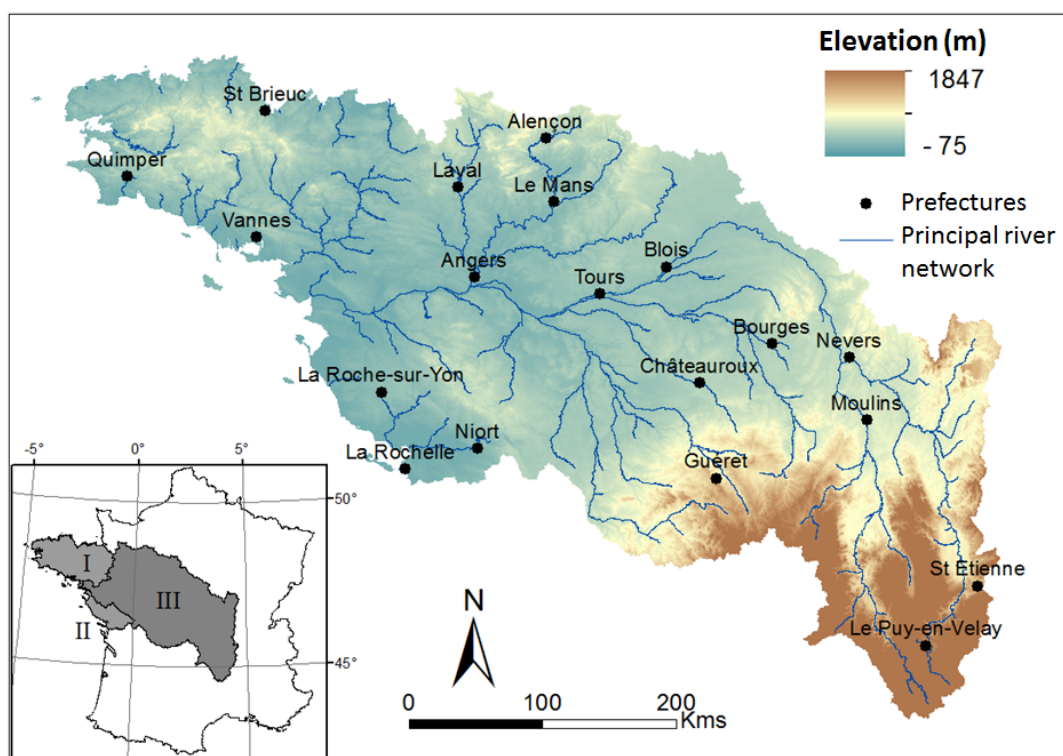 Elevation (m)
1847
- 75
Prefectures
Principal river
network
St Brieuc
Alençon
Quimper
Laval
Le Mans
Vannes
Blois
Angers
Tours
Bourges
Nevers
Châteauroux
La Roche-sur-Yon
Moulins
Niort
La Rochelle
Guéret
St Etienne
Le Puy-en-Velay
-5° 0° 5°
50°
I
III
II
45°
N
0 100 200
Kms